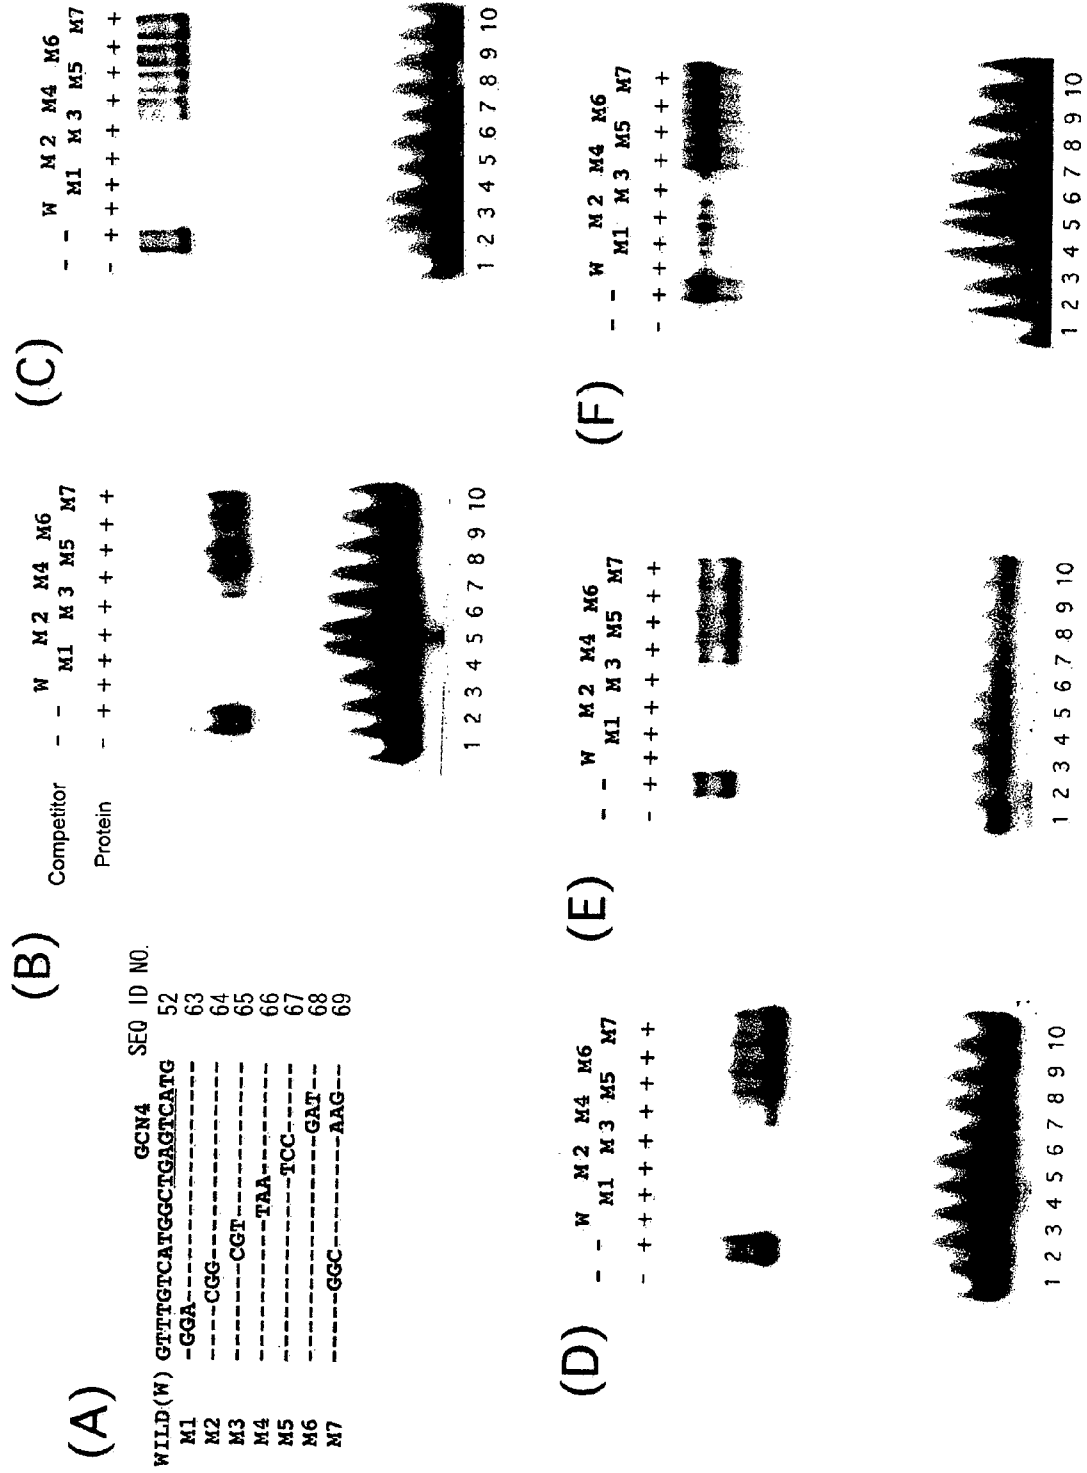 (A)
GCN4
SEQ ID NO.
WILD(W) GTTTGTCATGGCTGAGTCATG 52
M1 -GGA----------------- 63
M2 ----CGG-------------- 64
M3 -------CGT----------- 65
M4 ----------TAA-------- 66
M5 -------------TCC----- 67
M6 ----------------GAT-- 68
M7 -----GGC--------AAG-- 69
(B)
Competitor - - W M2 M4 M6
M1 M3 M5 M7
Protein - + + + + + + + + +
1 2 3 4 5 6 7 8 9 10
(C)
- - W M2 M4 M6
M1 M3 M5 M7
- + + + + + + + + +
1 2 3 4 5 6 7 8 9 10
(D)
- - W M2 M4 M6
M1 M3 M5 M7
- + + + + + + + + +
1 2 3 4 5 6 7 8 9 10
(E)
- - W M2 M4 M6
M1 M3 M5 M7
- + + + + + + + + +
1 2 3 4 5 6 7 8 9 10
(F)
- - W M2 M4 M6
M1 M3 M5 M7
- + + + + + + + + +
1 2 3 4 5 6 7 8 9 10